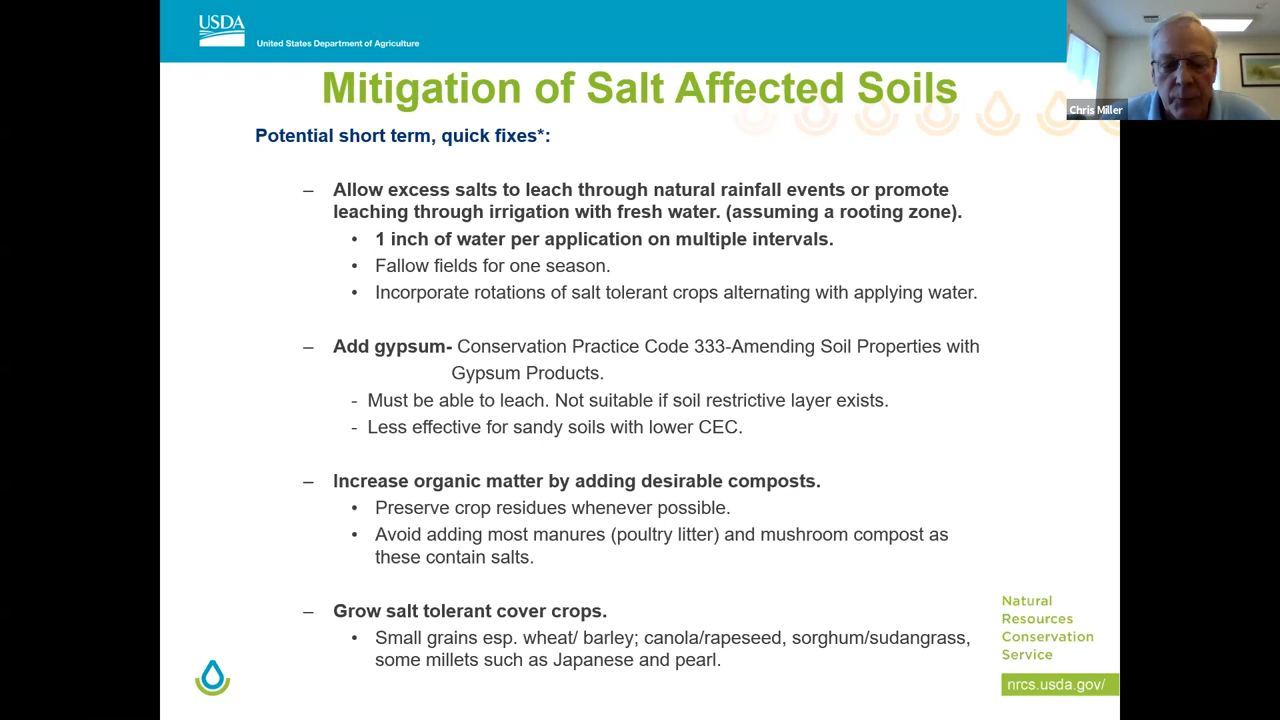 USDA
United States Department of Agriculture
Mitigation of Salt Affected Soils
Chris Miller
Potential short term, quick fixes*:
– Allow excess salts to leach through natural rainfall events or promote
leaching through irrigation with fresh water. (assuming a rooting zone).
• 1 inch of water per application on multiple intervals.
• Fallow fields for one season.
• Incorporate rotations of salt tolerant crops alternating with applying water.
– Add gypsum- Conservation Practice Code 333-Amending Soil Properties with
Gypsum Products.
- Must be able to leach. Not suitable if soil restrictive layer exists.
- Less effective for sandy soils with lower CEC.
– Increase organic matter by adding desirable composts.
• Preserve crop residues whenever possible.
• Avoid adding most manures (poultry litter) and mushroom compost as
these contain salts.
– Grow salt tolerant cover crops.
• Small grains esp. wheat/ barley; canola/rapeseed, sorghum/sudangrass,
some millets such as Japanese and pearl.
Natural
Resources
Conservation
Service
nrcs.usda.gov/